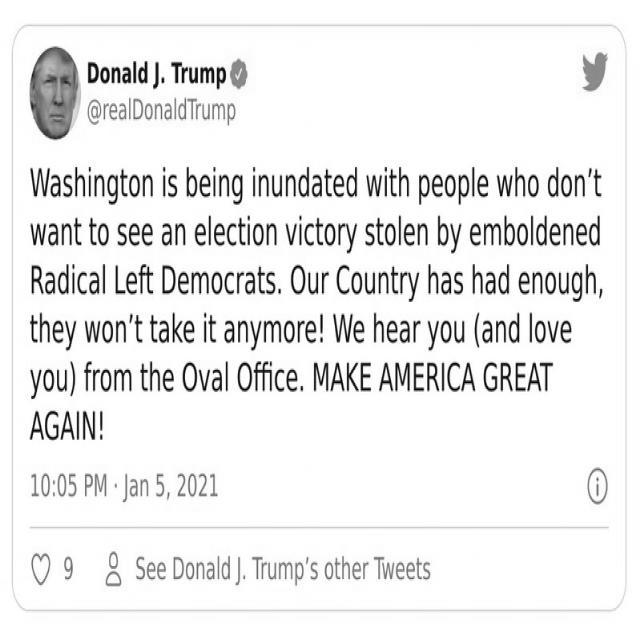 Donald J. Trump
@realDonaldTrump
Washington is being inundated with people who don't
want to see an election victory stolen by emboldened
Radical Left Democrats. Our Country has had enough,
they won't take it anymore! We hear you (and love
you) from the Oval Office. MAKE AMERICA GREAT
AGAIN!
10:05 PM · Jan 5, 2021
9 See Donald J. Trump's other Tweets